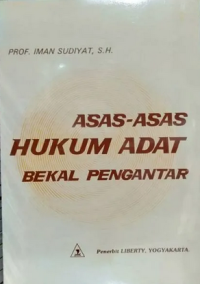 PROF. IMAN SUDIYAT, S.H.
ASAS-ASAS
HUKUM ADAT
BEKAL PENGANTAR
Penerbit LIBERTY, YOGYAKARTA.